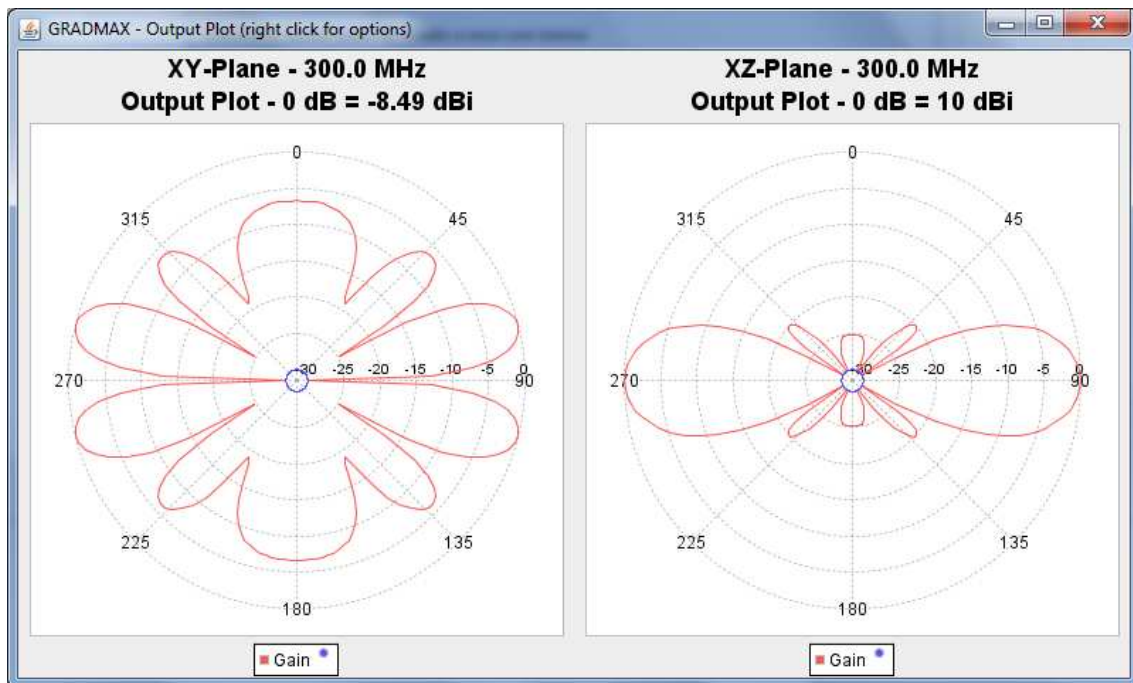 GRADMAX - Output Plot (right click for options)
XY-Plane - 300.0 MHz
Output Plot - 0 dB = -8.49 dBi
0
315
45
270
-30 -25 -20 -15 -10 -5 0
90
225
135
180
Gain
XZ-Plane - 300.0 MHz
Output Plot - 0 dB = 10 dBi
0
315
45
270
-30 -25 -20 -15 -10 -5 0
90
225
135
180
Gain